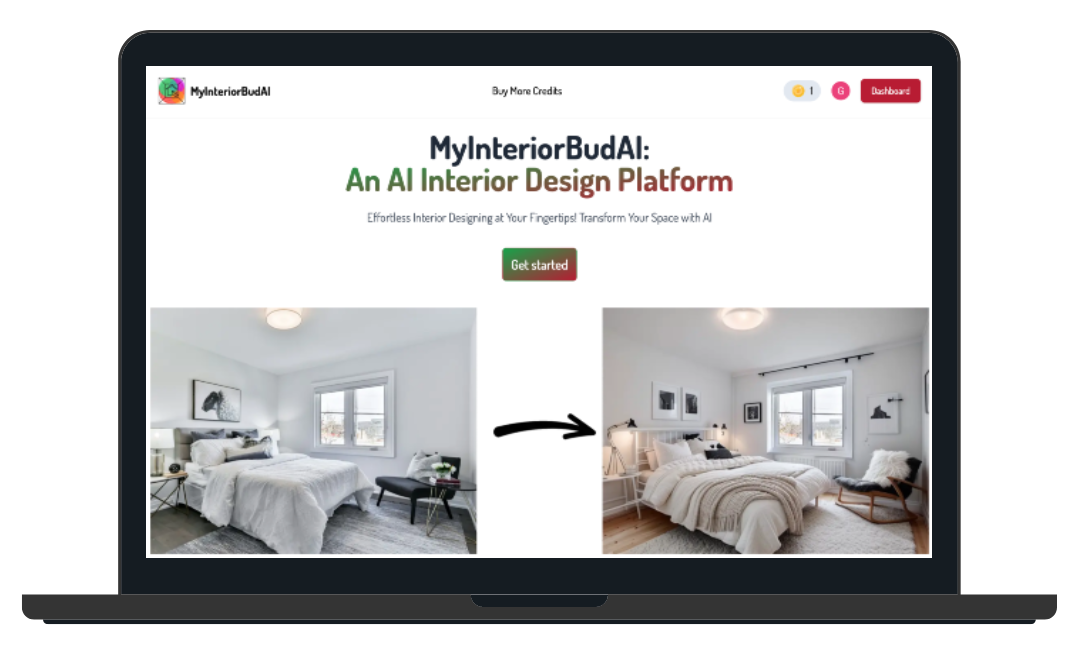 MyInteriorBudAI
Buy More Credits
1
G
Dashboard
MyInteriorBudAI:
An AI Interior Design Platform
Effortless Interior Designing at Your Fingertips! Transform Your Space with AI
Get started